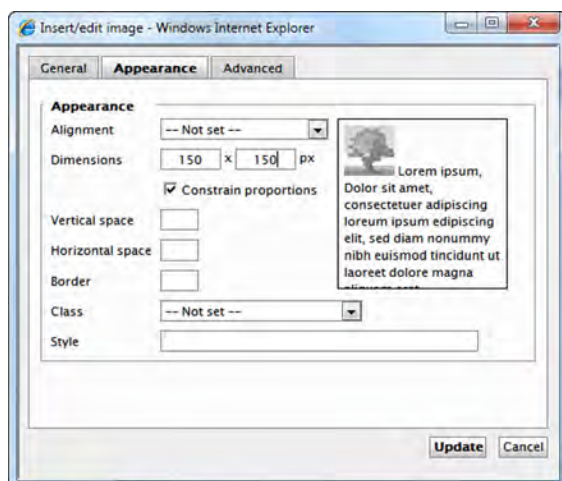 Insert/edit image - Windows Internet Explorer
General Appearance Advanced
Appearance
Alignment -- Not set --
Dimensions 150 x 150 px
Constrain proportions
Vertical space
Horizontal space
Border
Class -- Not set --
Style
Lorem ipsum,
Dolor sit amet,
consectetuer adipiscing
loreum ipsum edipiscing
elit, sed diam nonummy
nibh euismod tincidunt ut
laoreet dolore magna
Update Cancel